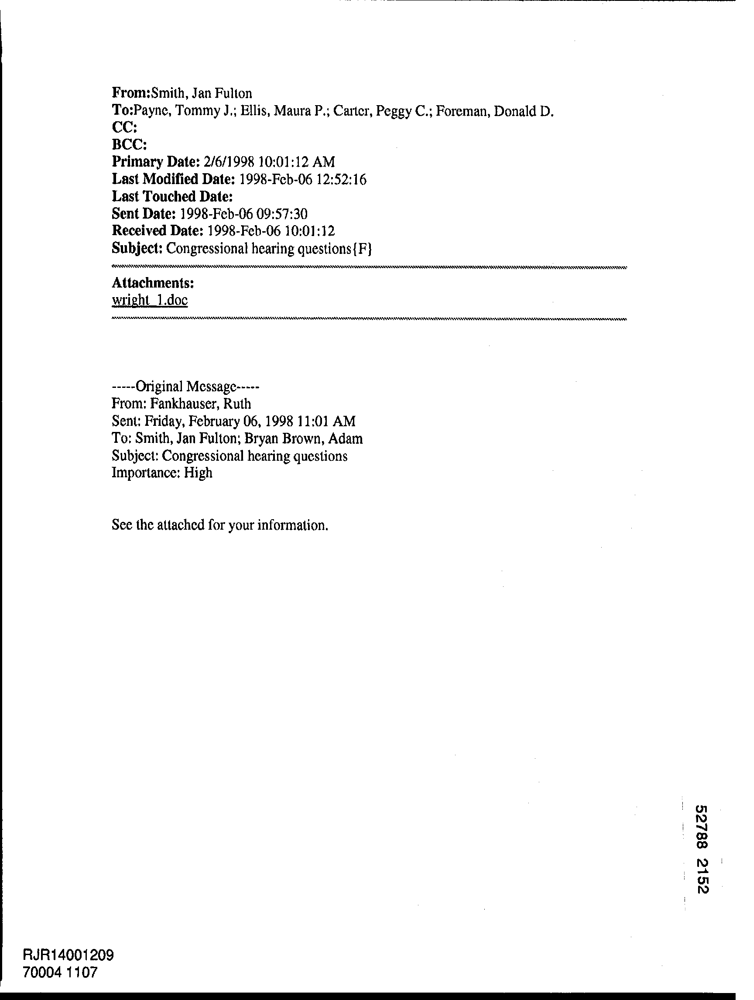 From:Smith, Jan Fulton
To:Payne, Tommy J.; Ellis, Maura P.; Carter, Peggy C.; Foreman, Donald D.
CC:
BCC:
Primary Date: 2/6/1998 10:01:12 AM
Last Modified Date: 1998-Feb-06 12:52:16
Last Touched Date:
Sent Date: 1998-Feb-06 09:57:30
Received Date: 1998-Feb-06 10:01:12
Subject: Congressional hearing questions{F}
Attachments:
wright_1.doc
-----Original Message-----
From: Fankhauser, Ruth
Sent: Friday, February 06, 1998 11:01 AM
To: Smith, Jan Fulton; Bryan Brown, Adam
Subject: Congressional hearing questions
Importance: High
See the attached for your information.
52788 2152
RJR14001209
70004 1107